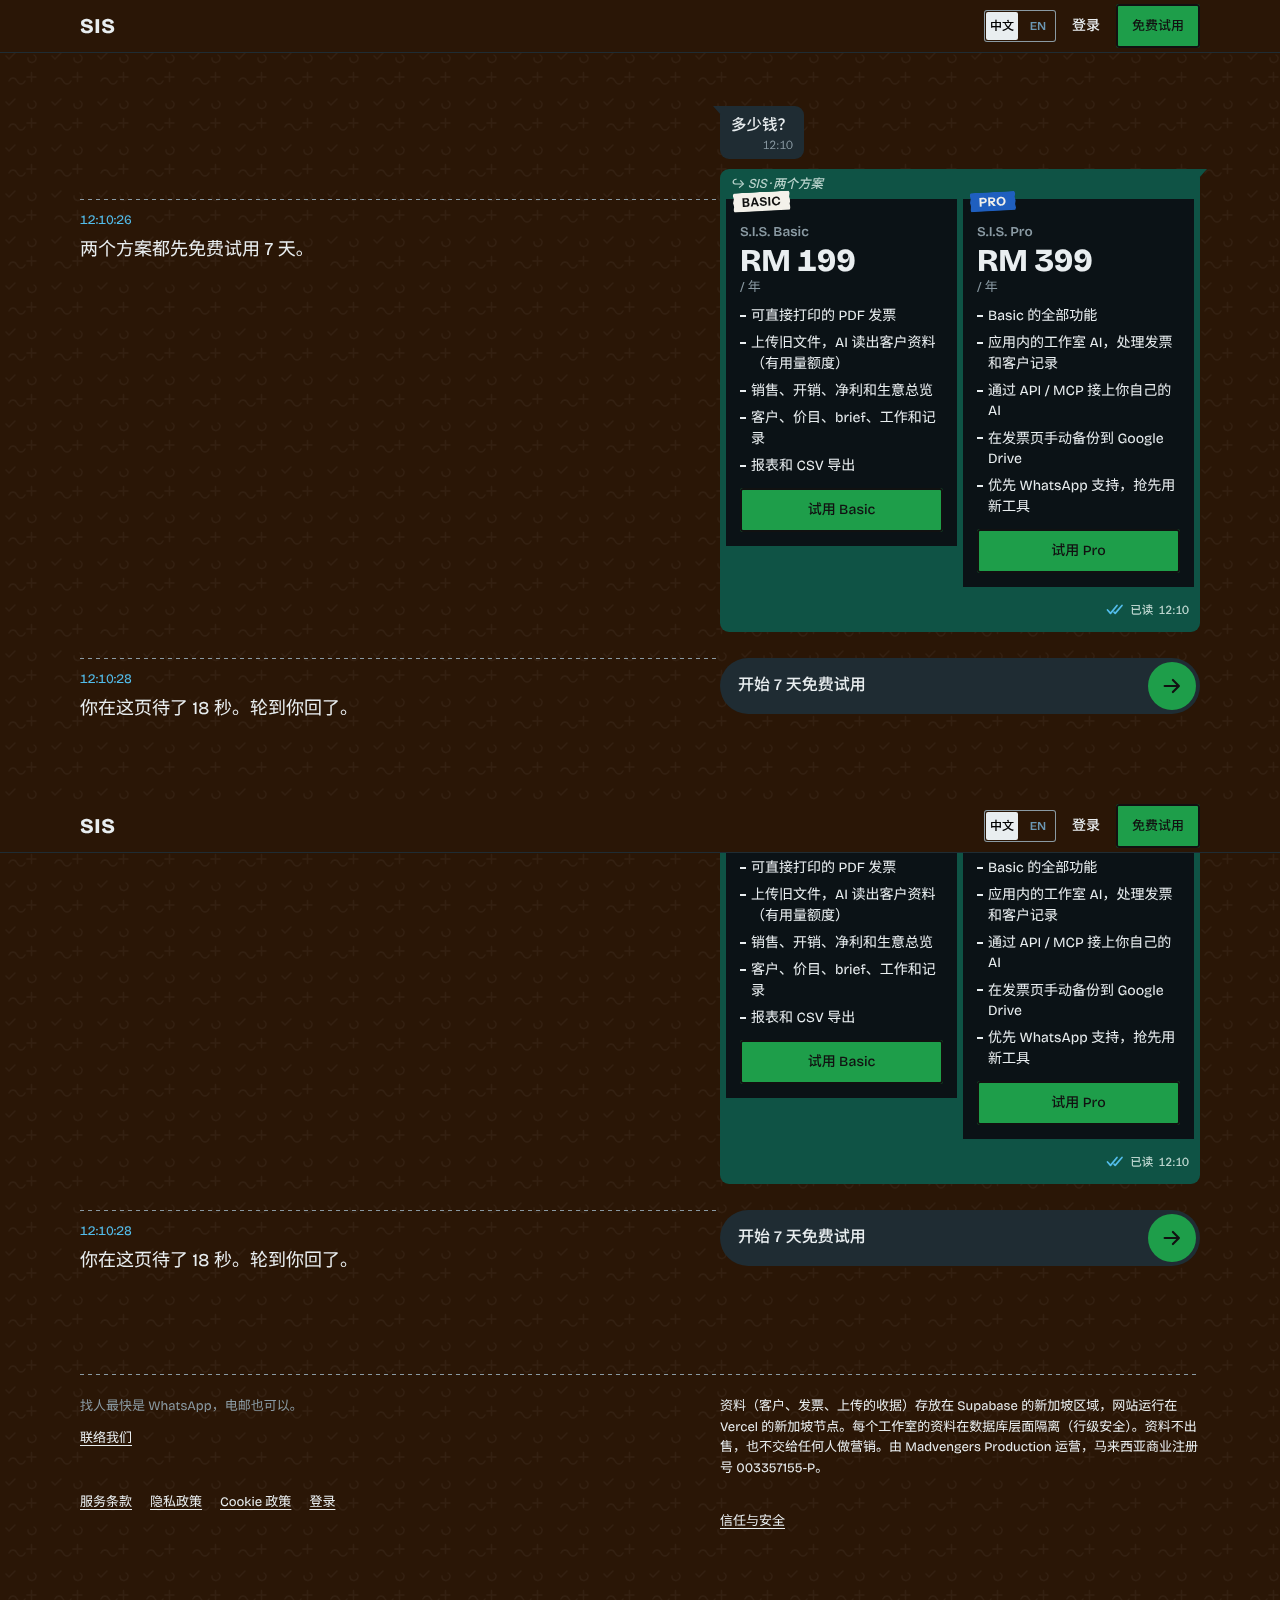 SIS
中文 EN 登录 免费试用
多少钱?
12:10
SIS · 两个方案
12:10:26
两个方案都先免费试用 7 天。
BASIC
S.I.S. Basic
RM 199
/ 年
可直接打印的 PDF 发票
上传旧文件，AI 读出客户资料
（有用量额度）
销售、开销、净利和生意总览
客户、价目、brief、工作和记
录
报表和 CSV 导出
试用 Basic
PRO
S.I.S. Pro
RM 399
/ 年
Basic 的全部功能
应用内的工作室 AI，处理发票
和客户记录
通过 API / MCP 接上你自己的
AI
在发票页手动备份到 Google
Drive
优先 WhatsApp 支持，抢先用
新工具
试用 Pro
已读 12:10
12:10:28
你在这页待了 18 秒。轮到你回了。
开始 7 天免费试用
SIS
中文 EN 登录 免费试用
可直接打印的 PDF 发票
上传旧文件，AI 读出客户资料
（有用量额度）
销售、开销、净利和生意总览
客户、价目、brief、工作和记
录
报表和 CSV 导出
试用 Basic
Basic 的全部功能
应用内的工作室 AI，处理发票
和客户记录
通过 API / MCP 接上你自己的
AI
在发票页手动备份到 Google
Drive
优先 WhatsApp 支持，抢先用
新工具
试用 Pro
已读 12:10
12:10:28
你在这页待了 18 秒。轮到你回了。
开始 7 天免费试用
找人最快是 WhatsApp，电邮也可以。
联络我们
服务条款 隐私政策 Cookie 政策 登录
资料（客户、发票、上传的收据）存放在 Supabase 的新加坡区域，网站运行在
Vercel 的新加坡节点。每个工作室的资料在数据库层面隔离（行级安全）。资料不出
售，也不交给任何人做营销。由 Madvengers Production 运营，马来西亚商业注册
号 003357155-P。
信任与安全